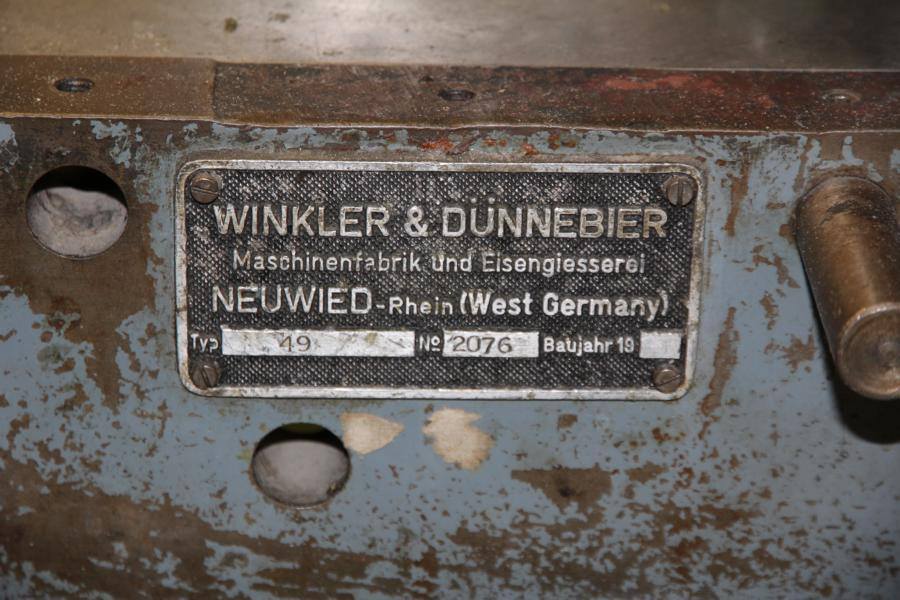 WINKLER & DÜNNEBIER
Maschinenfabrik und Eisengiesserei
NEUWIED-Rhein (West Germany)
Typ 49 No 2076 Baujahr 19